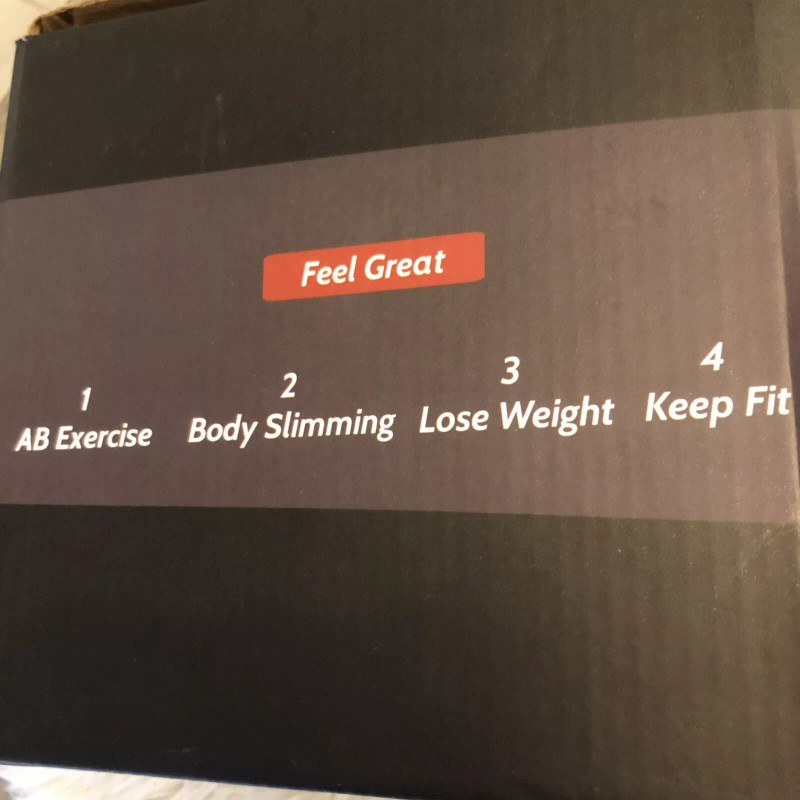 Feel Great
1 2 3 4
AB Exercise Body Slimming Lose Weight Keep Fit